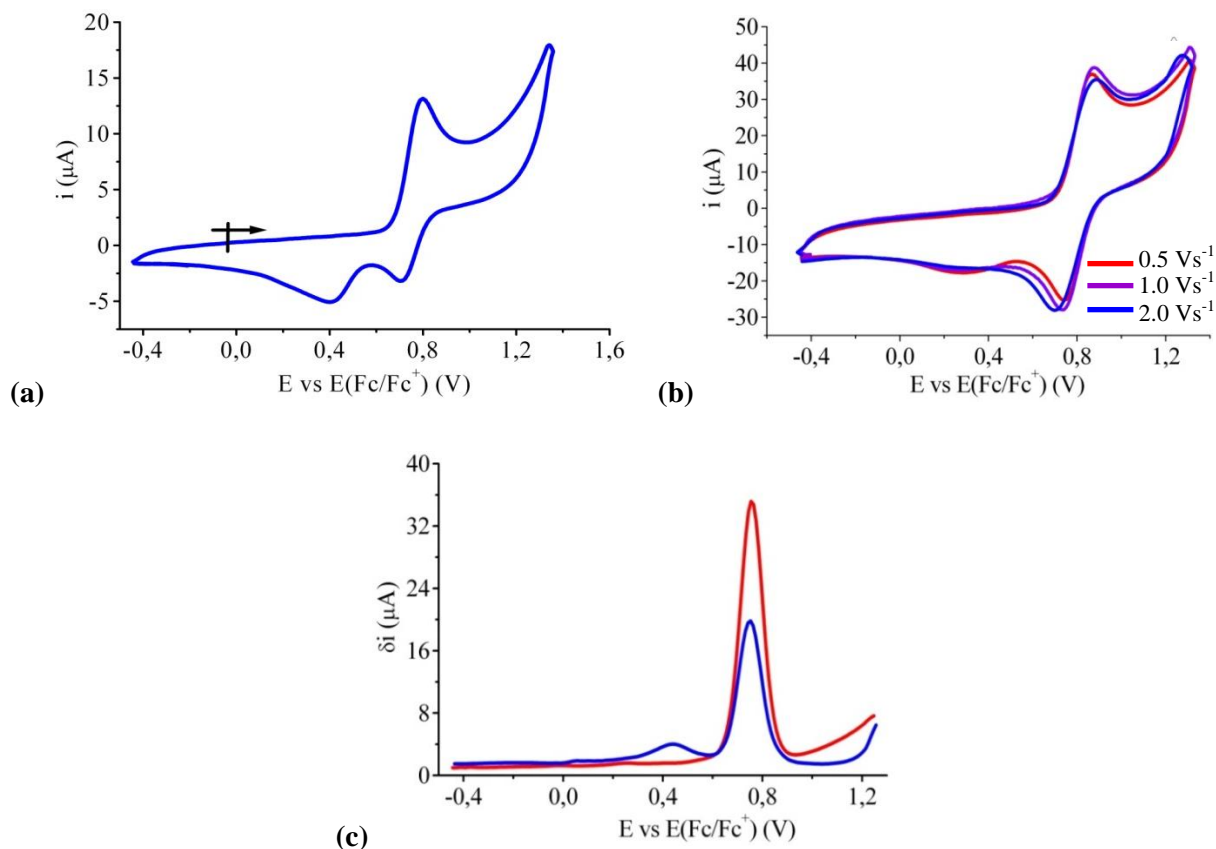 20
15
10
5
0
-5
i (μA)
-0,4 0,0 0,4 0,8 1,2 1,6
E vs E(Fc/Fc⁺) (V)
(a)
50
40
30
20
10
0
-10
-20
-30
i (μA)
0.5 Vs⁻¹
1.0 Vs⁻¹
2.0 Vs⁻¹
-0,4 0,0 0,4 0,8 1,2
E vs E(Fc/Fc⁺) (V)
(b)
40
32
24
16
8
0
δi (μA)
-0,4 0,0 0,4 0,8 1,2
E vs E(Fc/Fc⁺) (V)
(c)